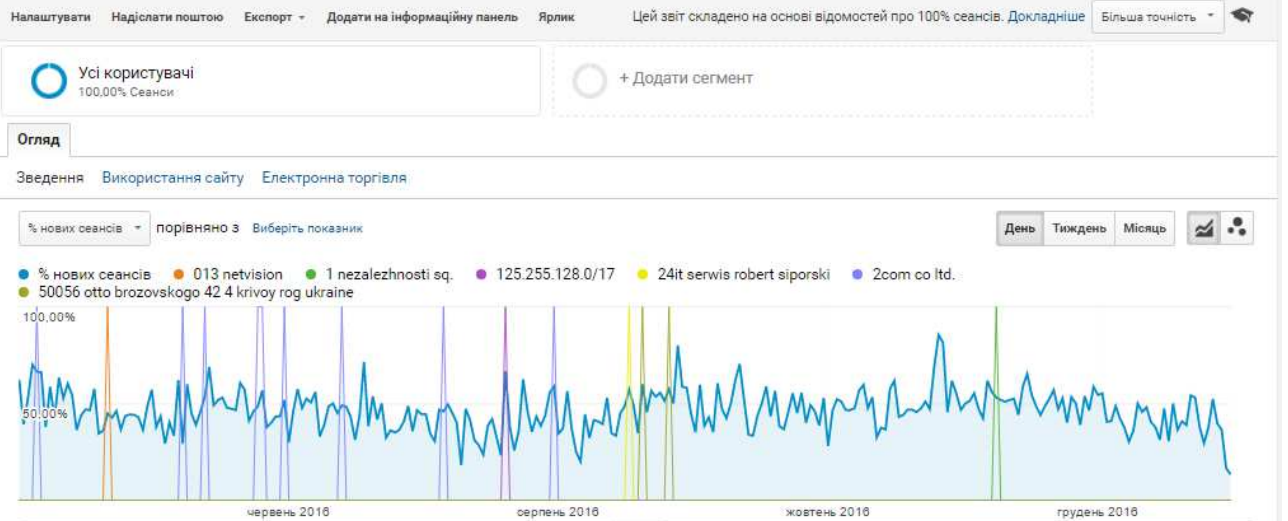 Налаштувати Надіслати поштою Експорт Додати на інформаційну панель Ярлик Цей звіт складено на основі відомостей про 100% сеансів. Докладніше Більша точність
Усі користувачі
100,00% Сеанси
+ Додати сегмент
Огляд
Зведення Використання сайту Електронна торгівля
% нових сеансів порівняно з Виберіть показник День Тиждень Місяць
% нових сеансів 013 netvision 1 nezalezhnosti sq. 125.255.128.0/17 24it serwis robert siporski 2com co ltd.
50056 otto brozovskogo 42 4 krivoy rog ukraine
100,00%
50,00%
червень 2016 серпень 2016 жовтень 2016 грудень 2016